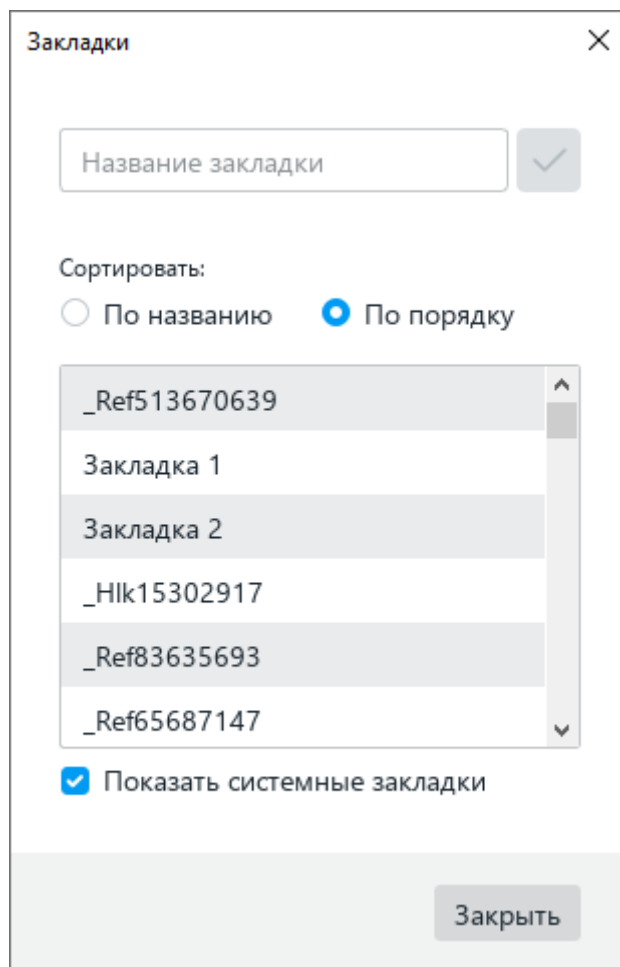 Закладки
Название закладки
Сортировать:
По названию По порядку
_Ref513670639
Закладка 1
Закладка 2
_Hlk15302917
_Ref83635693
_Ref65687147
Показать системные закладки
Закрыть